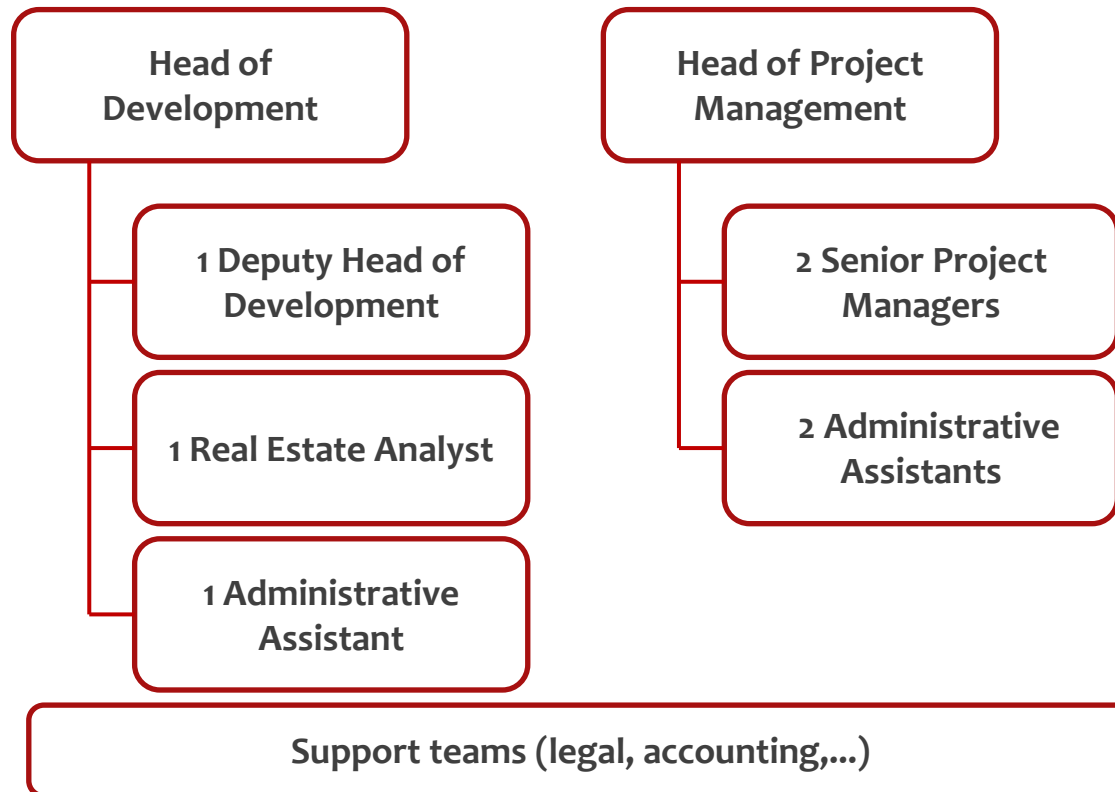 Head of
Development
1 Deputy Head of
Development
1 Real Estate Analyst
1 Administrative
Assistant
Head of Project
Management
2 Senior Project
Managers
2 Administrative
Assistants
Support teams (legal, accounting,...)